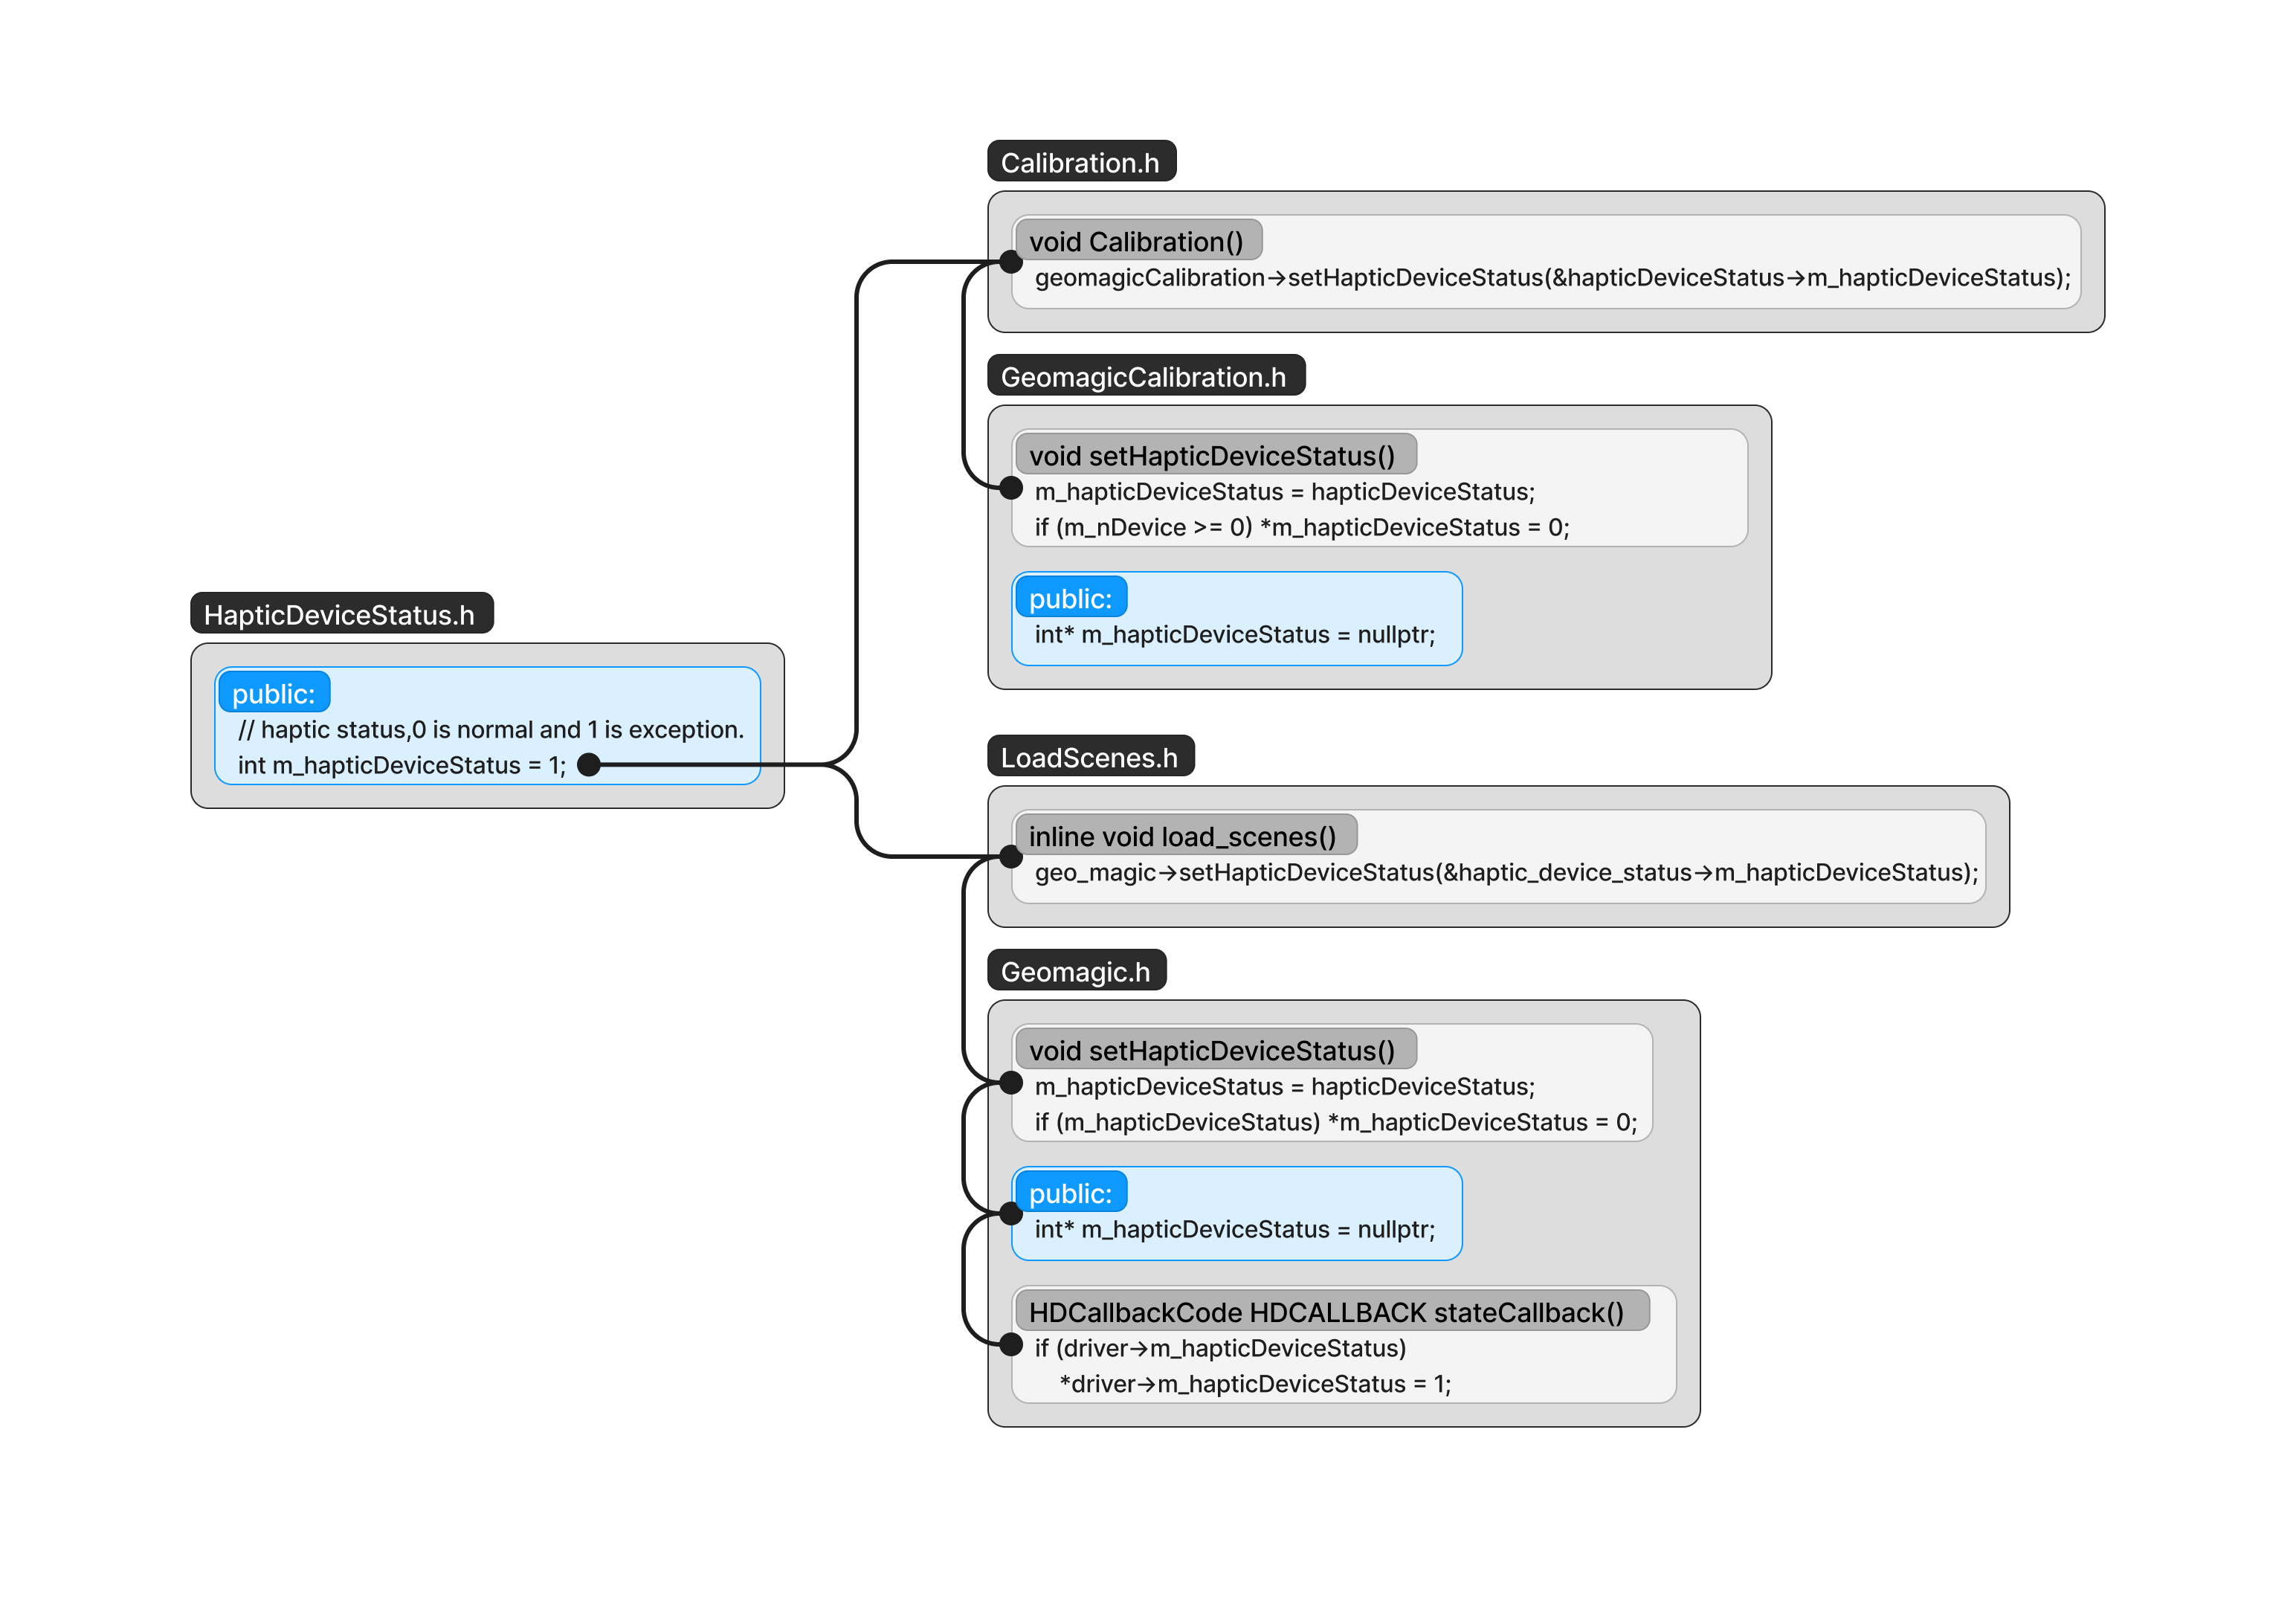 HapticDeviceStatus.h
public:
// haptic status,0 is normal and 1 is exception.
int m_hapticDeviceStatus = 1;
Calibration.h
void Calibration()
geomagicCalibration→setHapticDeviceStatus(&hapticDeviceStatus→m_hapticDeviceStatus);
GeomagicCalibration.h
void setHapticDeviceStatus()
m_hapticDeviceStatus = hapticDeviceStatus;
if (m_nDevice >= 0) *m_hapticDeviceStatus = 0;
public:
int* m_hapticDeviceStatus = nullptr;
LoadScenes.h
inline void load_scenes()
geo_magic→setHapticDeviceStatus(&haptic_device_status→m_hapticDeviceStatus);
Geomagic.h
void setHapticDeviceStatus()
m_hapticDeviceStatus = hapticDeviceStatus;
if (m_hapticDeviceStatus) *m_hapticDeviceStatus = 0;
public:
int* m_hapticDeviceStatus = nullptr;
HDCallbackCode HDCALLBACK stateCallback()
if (driver→m_hapticDeviceStatus)
*driver→m_hapticDeviceStatus = 1;